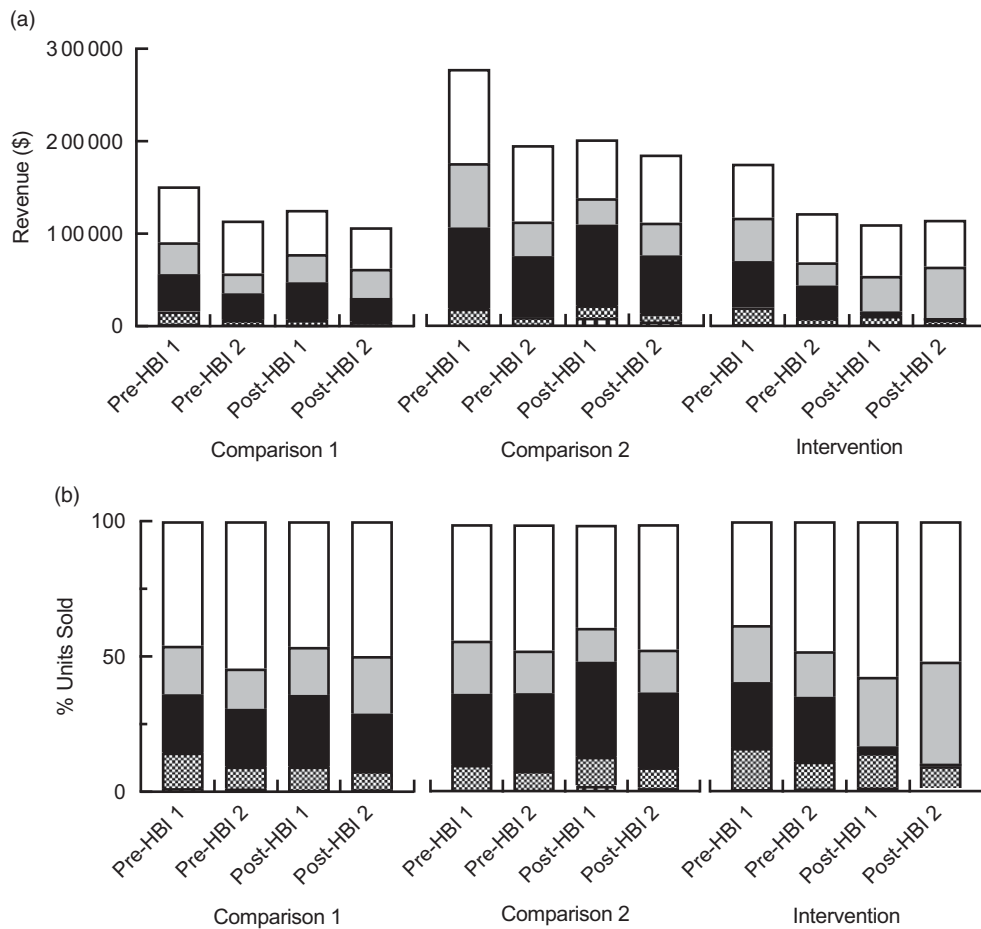 (a)
300 000
200 000
100 000
0
Revenue ($)
Pre-HBI 1
Pre-HBI 2
Post-HBI 1
Post-HBI 2
Pre-HBI 1
Pre-HBI 2
Post-HBI 1
Post-HBI 2
Pre-HBI 1
Pre-HBI 2
Post-HBI 1
Post-HBI 2
Comparison 1
Comparison 2
Intervention
(b)
100
50
0
% Units Sold
Pre-HBI 1
Pre-HBI 2
Post-HBI 1
Post-HBI 2
Pre-HBI 1
Pre-HBI 2
Post-HBI 1
Post-HBI 2
Pre-HBI 1
Pre-HBI 2
Post-HBI 1
Post-HBI 2
Comparison 1
Comparison 2
Intervention